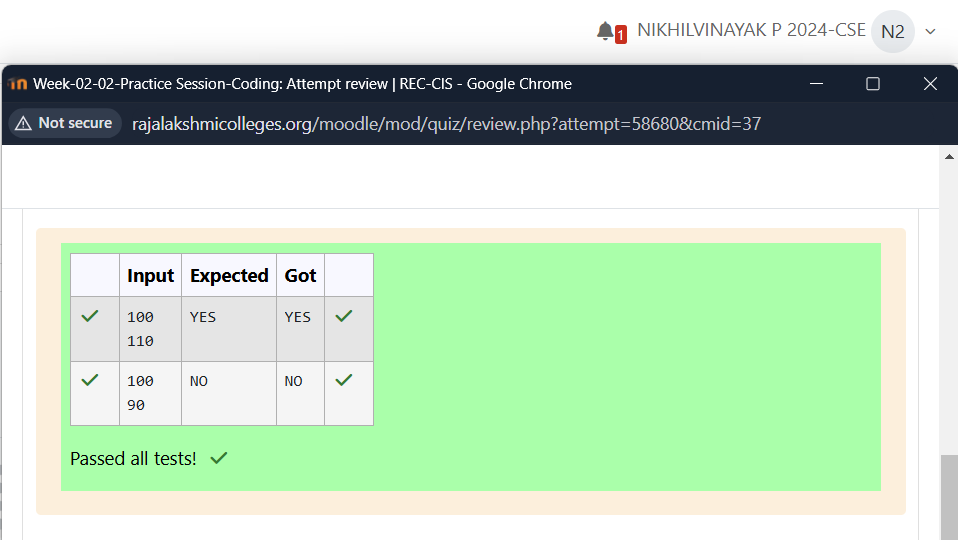 1
NIKHILVINAYAK P 2024-CSE N2
Week-02-02-Practice Session-Coding: Attempt review | REC-CIS - Google Chrome
Not secure rajalakshmicolleges.org/moodle/mod/quiz/review.php?attempt=58680&cmid=37
Input Expected Got
100 YES YES
110
100 NO NO
90
Passed all tests!